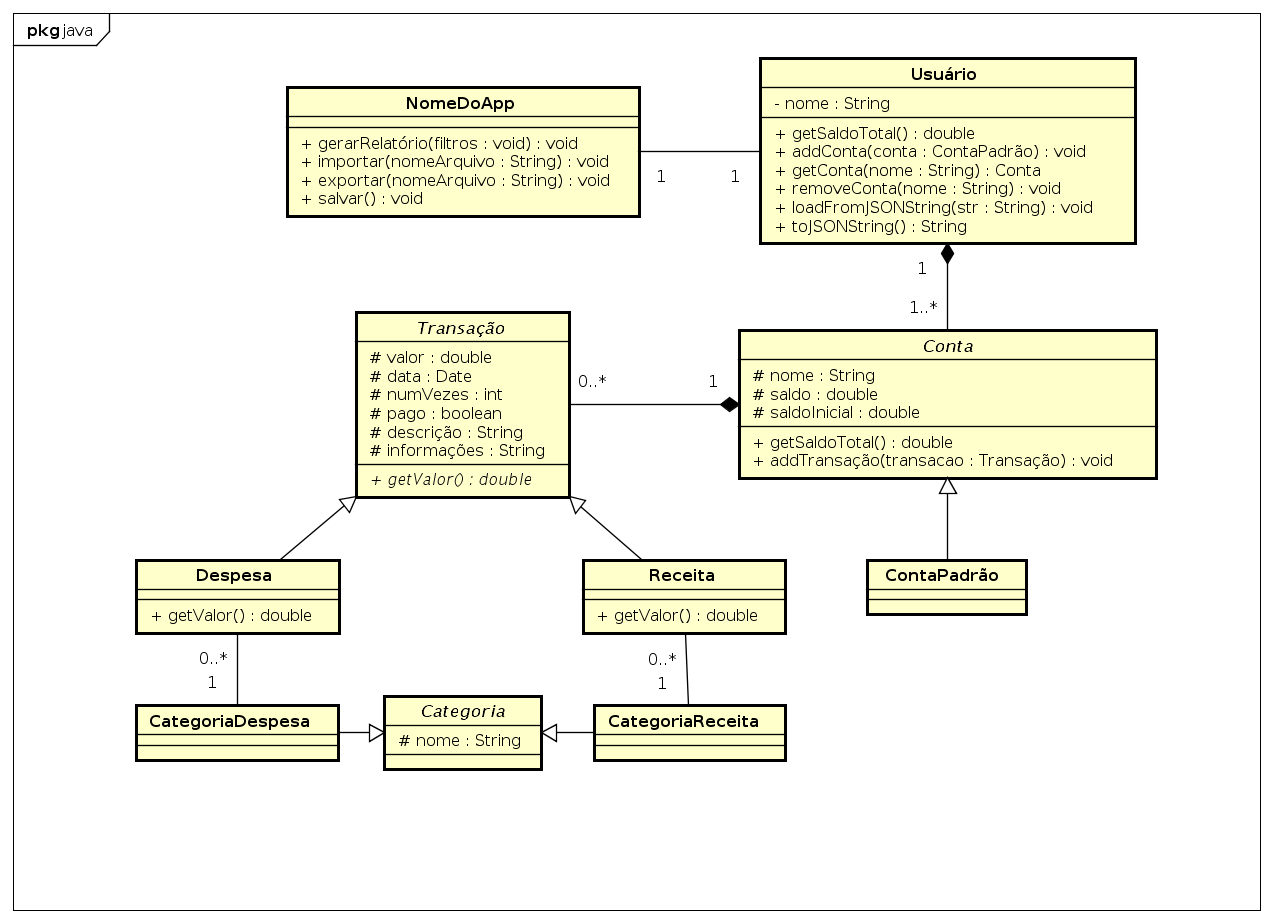 pkg java
NomeDoApp
+ gerarRelatório(filtros : void) : void
+ importar(nomeArquivo : String) : void
+ exportar(nomeArquivo : String) : void
+ salvar() : void
1
1
Usuário
- nome : String
+ getSaldoTotal() : double
+ addConta(conta : ContaPadrão) : void
+ getConta(nome : String) : Conta
+ removeConta(nome : String) : void
+ loadFromJSONString(str : String) : void
+ toJSONString() : String
1
1..*
Transação
# valor : double
# data : Date
# numVezes : int
# pago : boolean
# descrição : String
# informações : String
+ getValor() : double
0..*
1
Conta
# nome : String
# saldo : double
# saldoInicial : double
+ getSaldoTotal() : double
+ addTransação(transacao : Transação) : void
Despesa
+ getValor() : double
Receita
+ getValor() : double
ContaPadrão
0..*
1
0..*
1
CategoriaDespesa
Categoria
# nome : String
CategoriaReceita